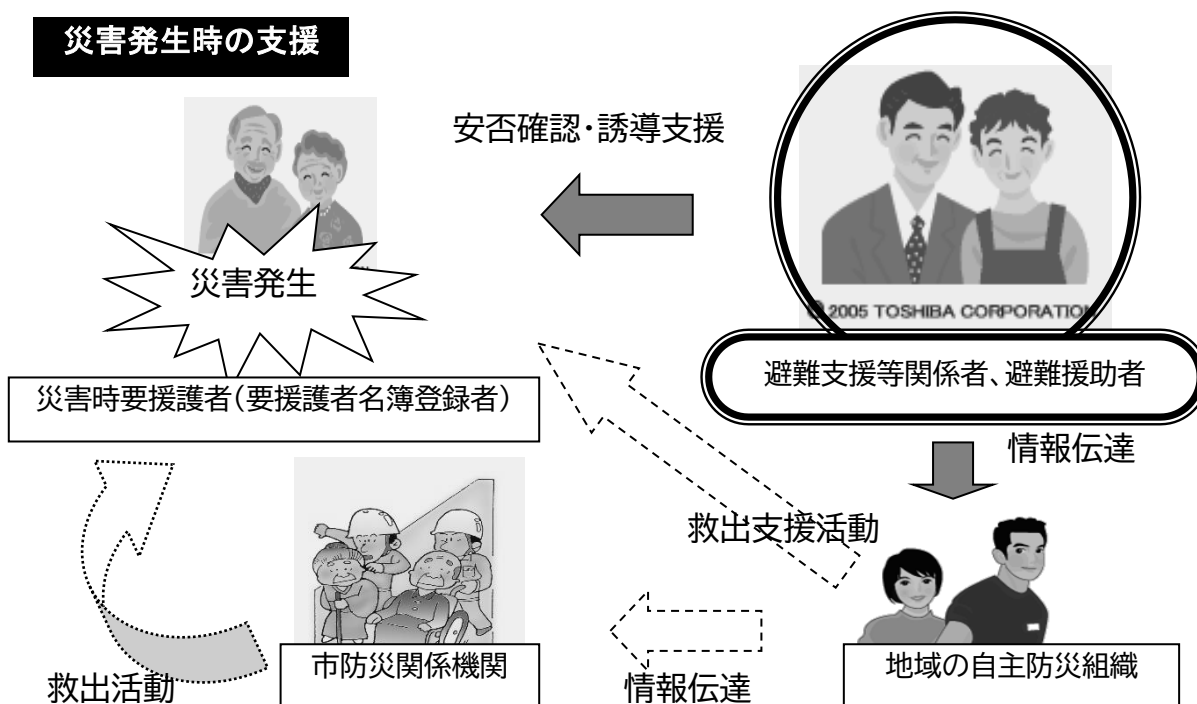 災害発生時の支援
安否確認・誘導支援
災害発生
© 2005 TOSHIBA CORPORATION
避難支援等関係者、避難援助者
災害時要援護者（要援護者名簿登録者）
情報伝達
救出支援活動
市防災関係機関
地域の自主防災組織
救出活動
情報伝達